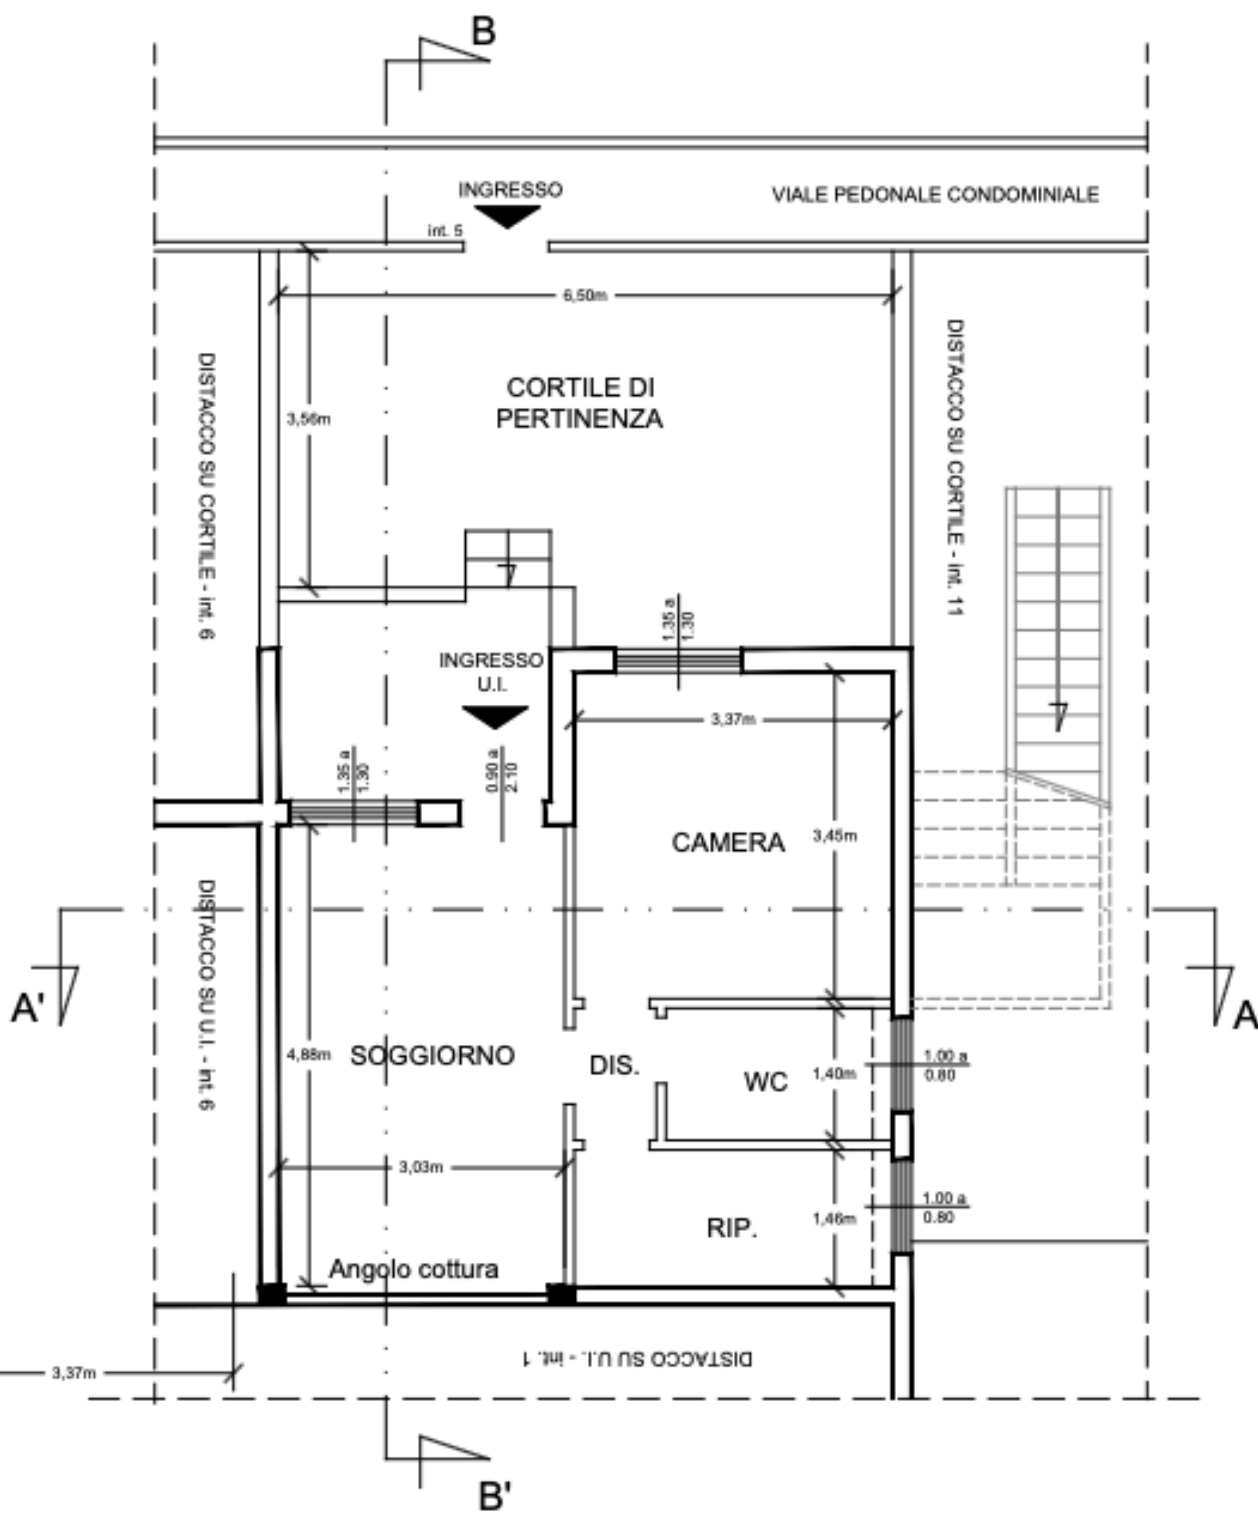 B
INGRESSO
VIALE PEDONALE CONDOMINIALE
int. 5
6,50m
DISTACCO SU CORTILE - int. 6
3,56m
CORTILE DI
PERTINENZA
DISTACCO SU CORTILE - int. 11
1.35 a
1.30
INGRESSO
U.I.
3,37m
1.35 a
1.30
0.90 a
2.10
CAMERA
3,45m
DISTACCO SU U.I. - int. 6
A'
A
4,88m
SOGGIORNO
DIS.
WC
1,40m
1.00 a
0.80
3,03m
RIP.
1,46m
1.00 a
0.80
Angolo cottura
DISTACCO SU U.I. - int. 1
3,37m
B'